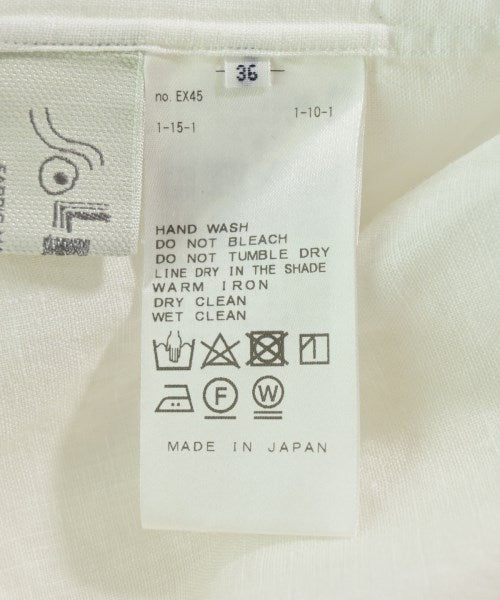 36
no. EX45
1-10-1
1-15-1
HAND WASH
DO NOT BLEACH
DO NOT TUMBLE DRY
LINE DRY IN THE SHADE
WARM IRON
DRY CLEAN
WET CLEAN
F W
MADE IN JAPAN